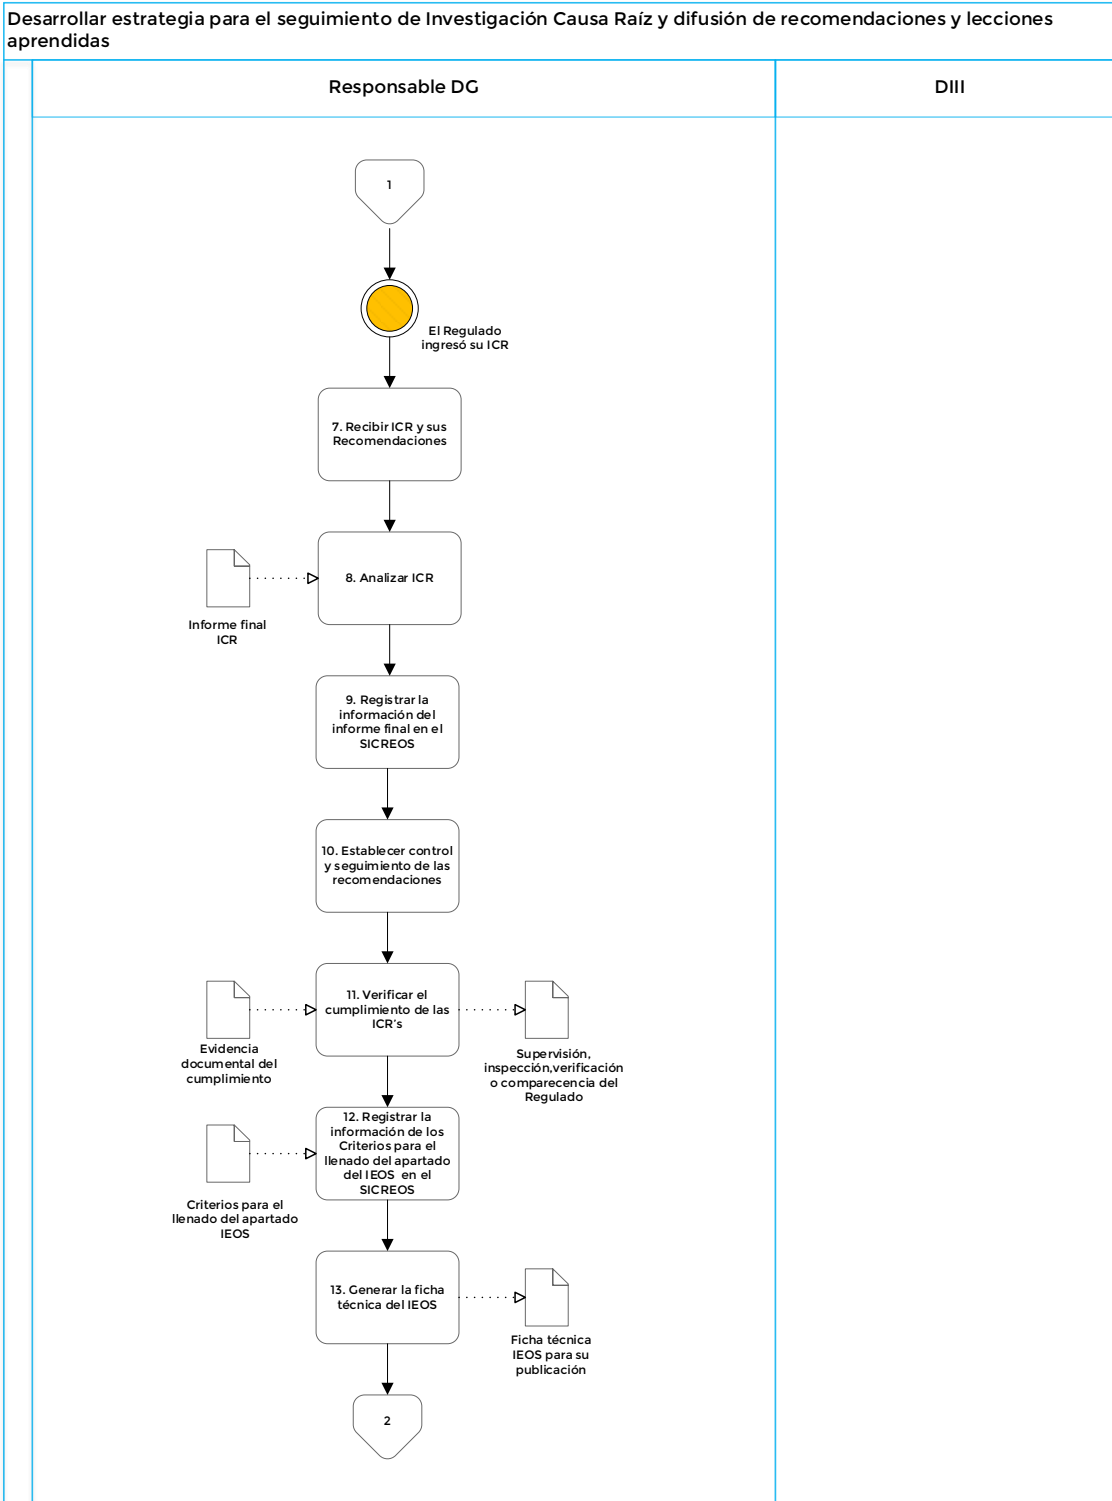 Desarrollar estrategia para el seguimiento de Investigación Causa Raíz y difusión de recomendaciones y lecciones
aprendidas
Responsable DG
DIII
1
El Regulado
ingresó su ICR
7. Recibir ICR y sus
Recomendaciones
8. Analizar ICR
Informe final
ICR
9. Registrar la
información del
informe final en el
SICREOS
10. Establecer control
y seguimiento de las
recomendaciones
11. Verificar el
cumplimiento de las
ICR's
Evidencia
documental del
cumplimiento
Supervisión,
inspección,verificación
o comparecencia del
Regulado
12. Registrar la
información de los
Criterios para el
llenado del apartado
del IEOS en el
SICREOS
Criterios para el
llenado del apartado
IEOS
13. Generar la ficha
técnica del IEOS
Ficha técnica
IEOS para su
publicación
2